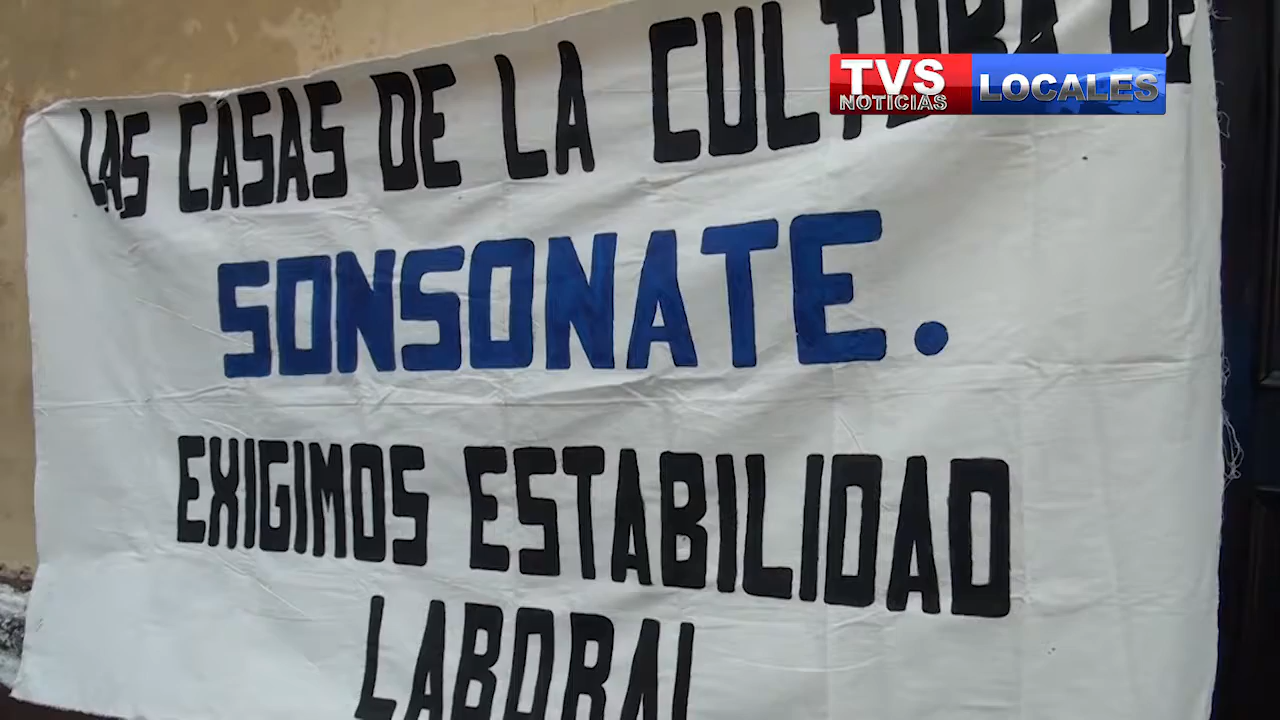 LAS CASAS DE LA CULTURA DE
SONSONATE.
EXIGIMOS ESTABILIDAD
LABORAL
TVS
NOTICIAS
LOCALES